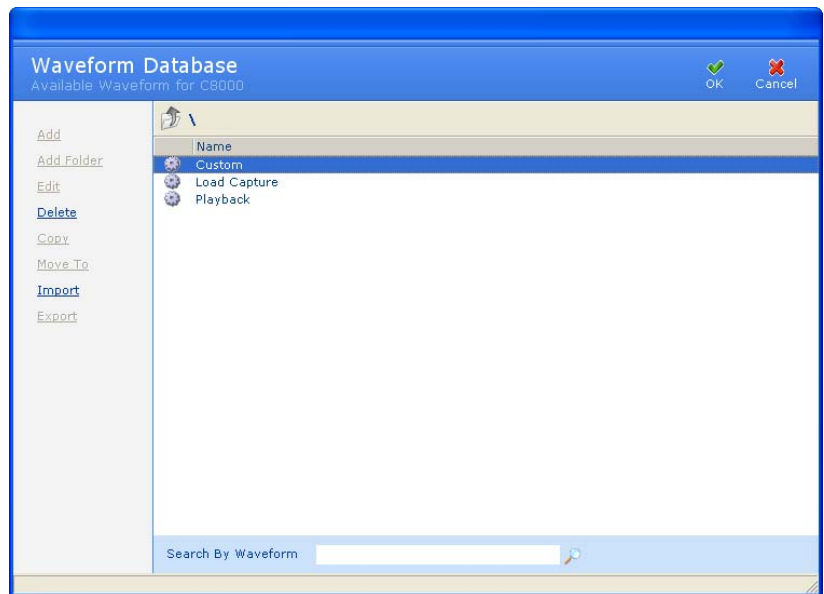 Waveform Database
Available Waveform for C8000
OK
Cancel
Add
Add Folder
Edit
Delete
Copy
Move To
Import
Export
\
Name
Custom
Load Capture
Playback
Search By Waveform